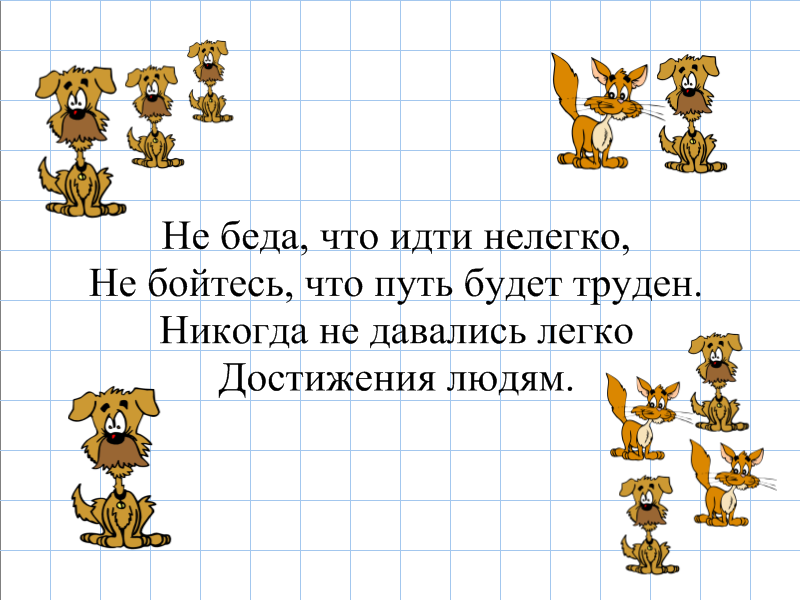 Не беда, что идти нелегко,
Не бойтесь, что путь будет труден.
Никогда не давались легко
Достижения людям.